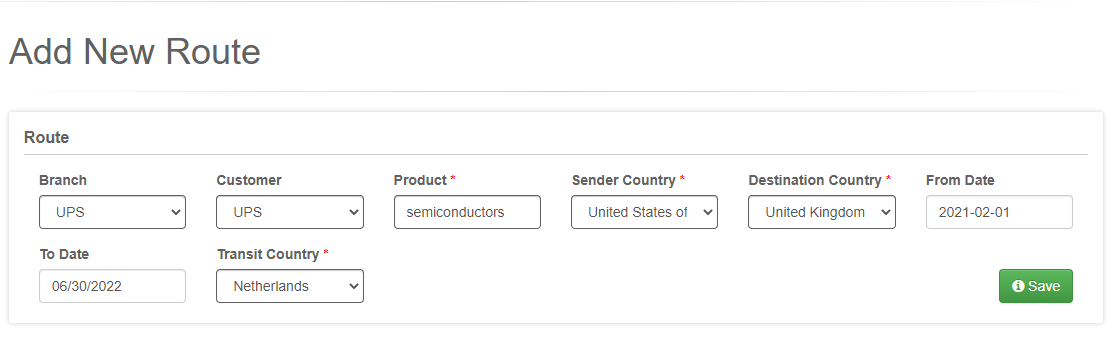 Add New Route
Route
Branch Customer Product * Sender Country * Destination Country * From Date
UPS UPS semiconductors United States of United Kingdom 2021-02-01
To Date Transit Country *
06/30/2022 Netherlands Save